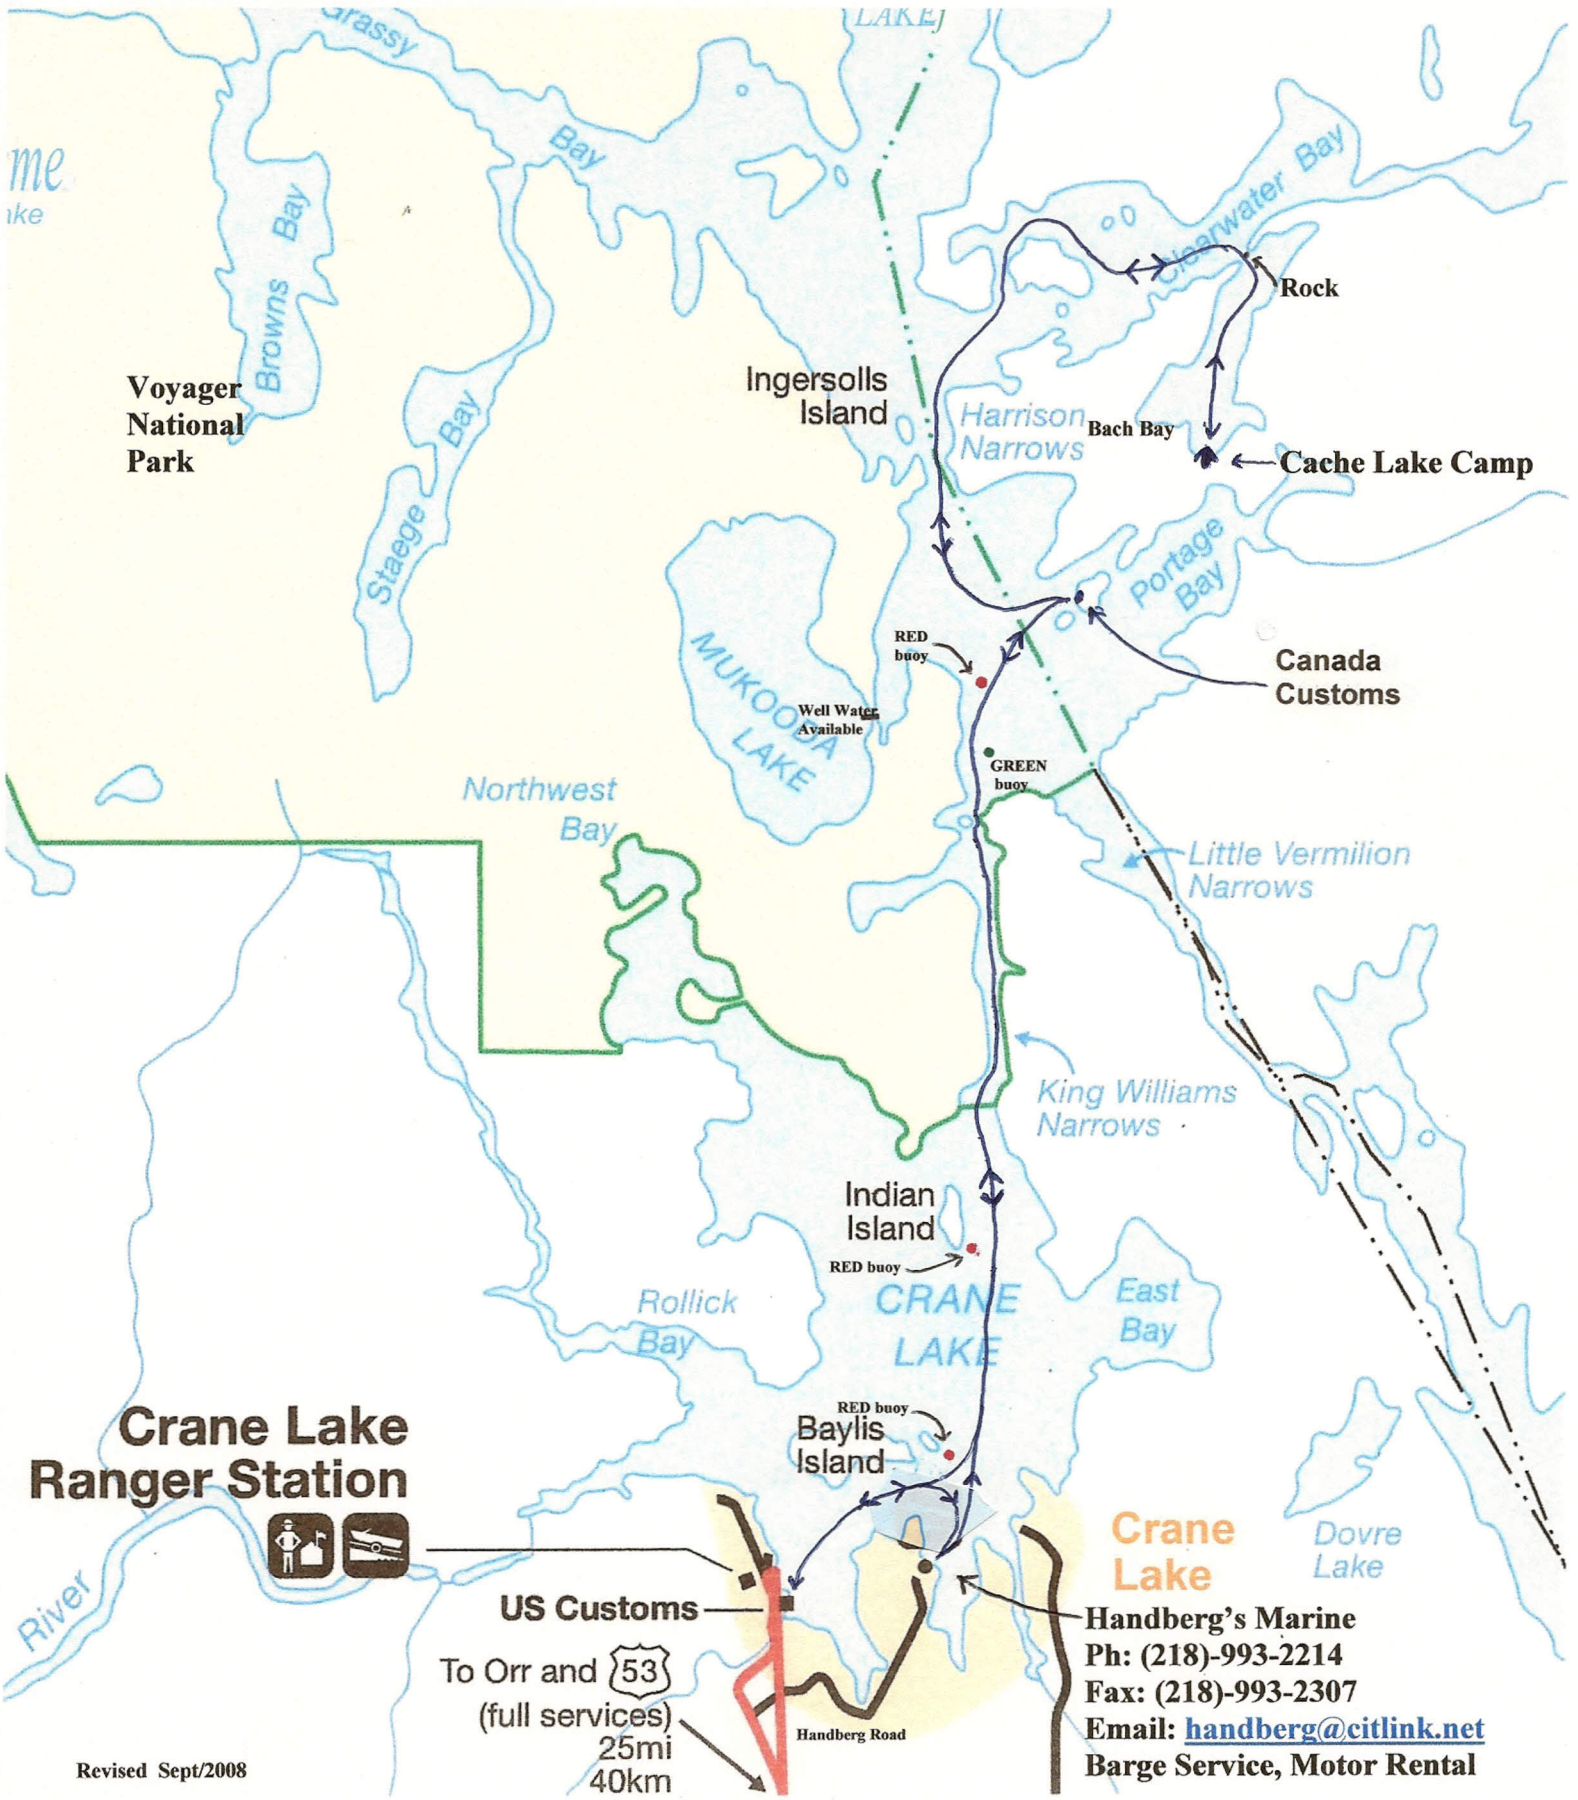 LAKE
Grassy
Bay
me
ake
Browns Bay
Clearwater Bay
Rock
Voyager
National
Park
Ingersolls
Island
Harrison
Narrows
Bach Bay
Cache Lake Camp
Staege Bay
Portage
Bay
MUKOODA
LAKE
RED
buoy
Canada
Customs
Well Water
Available
GREEN
buoy
Northwest
Bay
Little Vermilion
Narrows
King Williams
Narrows
Indian
Island
RED buoy
CRANE
LAKE
East
Bay
Rollick
Bay
RED buoy
Baylis
Island
Crane Lake
Ranger Station
Crane
Lake
Dovre
Lake
River
US Customs
Handberg's Marine
Ph: (218)-993-2214
Fax: (218)-993-2307
Email: handberg@citlink.net
Barge Service, Motor Rental
To Orr and 53
(full services)
25mi
40km
Handberg Road
Revised Sept/2008